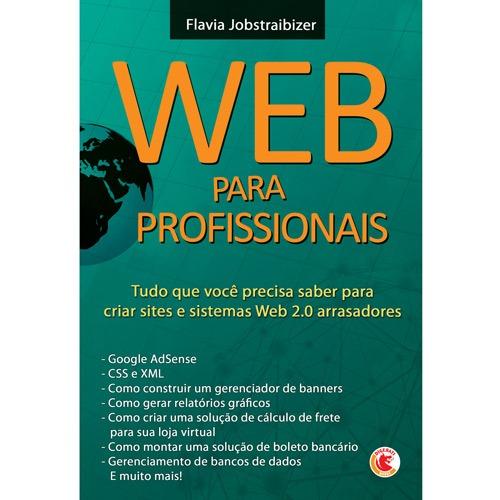 Flavia Jobstraibizer
WEB
PARA
PROFISSIONAIS
Tudo que você precisa saber para
criar sites e sistemas Web 2.0 arrasadores
- Google AdSense
- CSS e XML
- Como construir um gerenciador de banners
- Como gerar relatórios gráficos
- Como criar uma solução de cálculo de frete
para sua loja virtual
- Como montar uma solução de boleto bancário
- Gerenciamento de bancos de dados
E muito mais!
DIGERATI